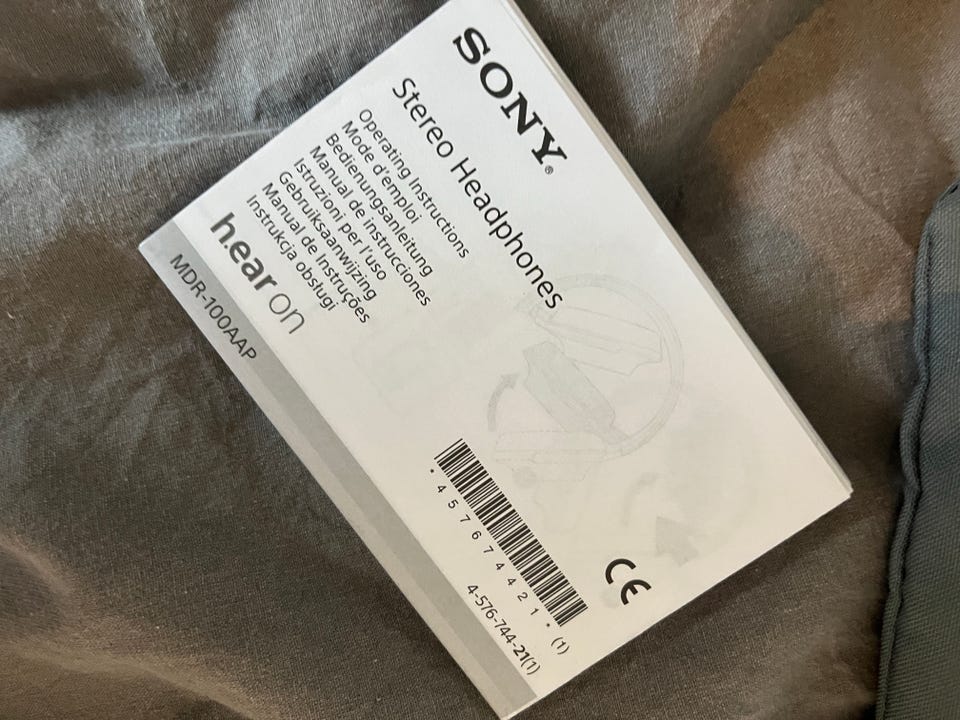 SONY®
Stereo Headphones
Operating Instructions
Mode d'emploi
Bedienungsanleitung
Manual de instrucciones
Istruzioni per l'uso
Gebruiksaanwijzing
Manual de Instruções
Instrukcja obsługi
h.ear on
MDR-100AAP
* 4 5 7 6 7 4 4 2 1 * (1)
4-576-744-21(1)
CE